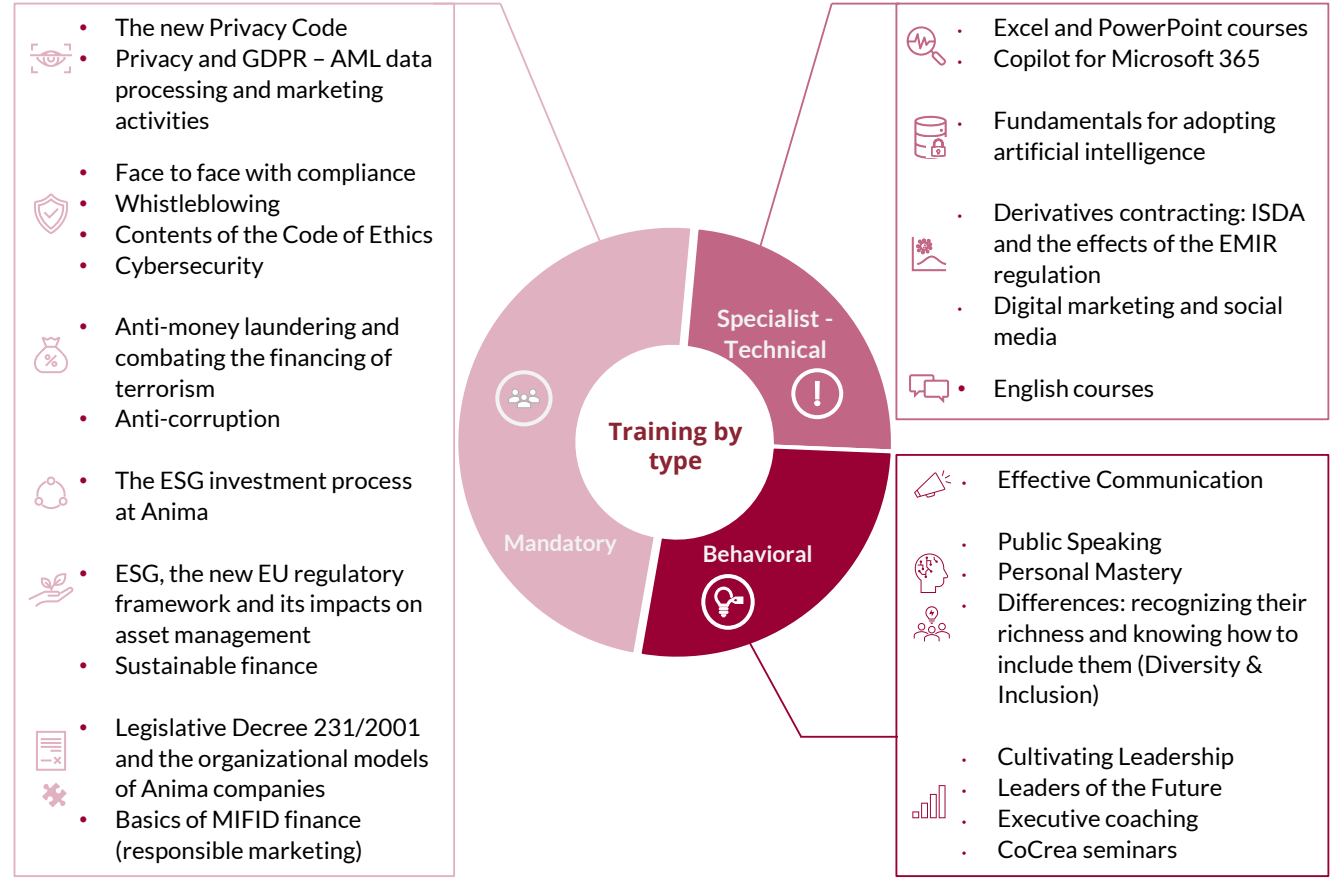 The new Privacy Code
Privacy and GDPR – AML data
processing and marketing
activities
Face to face with compliance
Whistleblowing
Contents of the Code of Ethics
Cybersecurity
Anti-money laundering and
combating the financing of
terrorism
Anti-corruption
The ESG investment process
at Anima
ESG, the new EU regulatory
framework and its impacts on
asset management
Sustainable finance
Legislative Decree 231/2001
and the organizational models
of Anima companies
Basics of MIFID finance
(responsible marketing)
Training by
type
Mandatory
Specialist -
Technical
Behavioral
Excel and PowerPoint courses
Copilot for Microsoft 365
Fundamentals for adopting
artificial intelligence
Derivatives contracting: ISDA
and the effects of the EMIR
regulation
Digital marketing and social
media
English courses
Effective Communication
Public Speaking
Personal Mastery
Differences: recognizing their
richness and knowing how to
include them (Diversity &
Inclusion)
Cultivating Leadership
Leaders of the Future
Executive coaching
CoCrea seminars